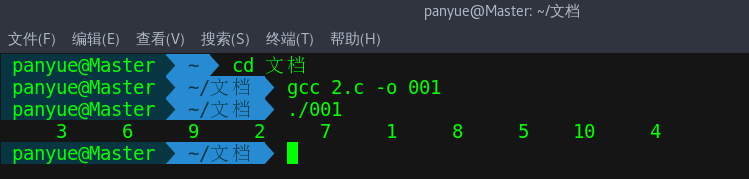 panyue@Master: ~/文档
文件(F) 编辑(E) 查看(V) 搜索(S) 终端(T) 帮助(H)
panyue@Master ~ cd 文档
panyue@Master ~/文档 gcc 2.c -o 001
panyue@Master ~/文档 ./001
3 6 9 2 7 1 8 5 10 4
panyue@Master ~/文档